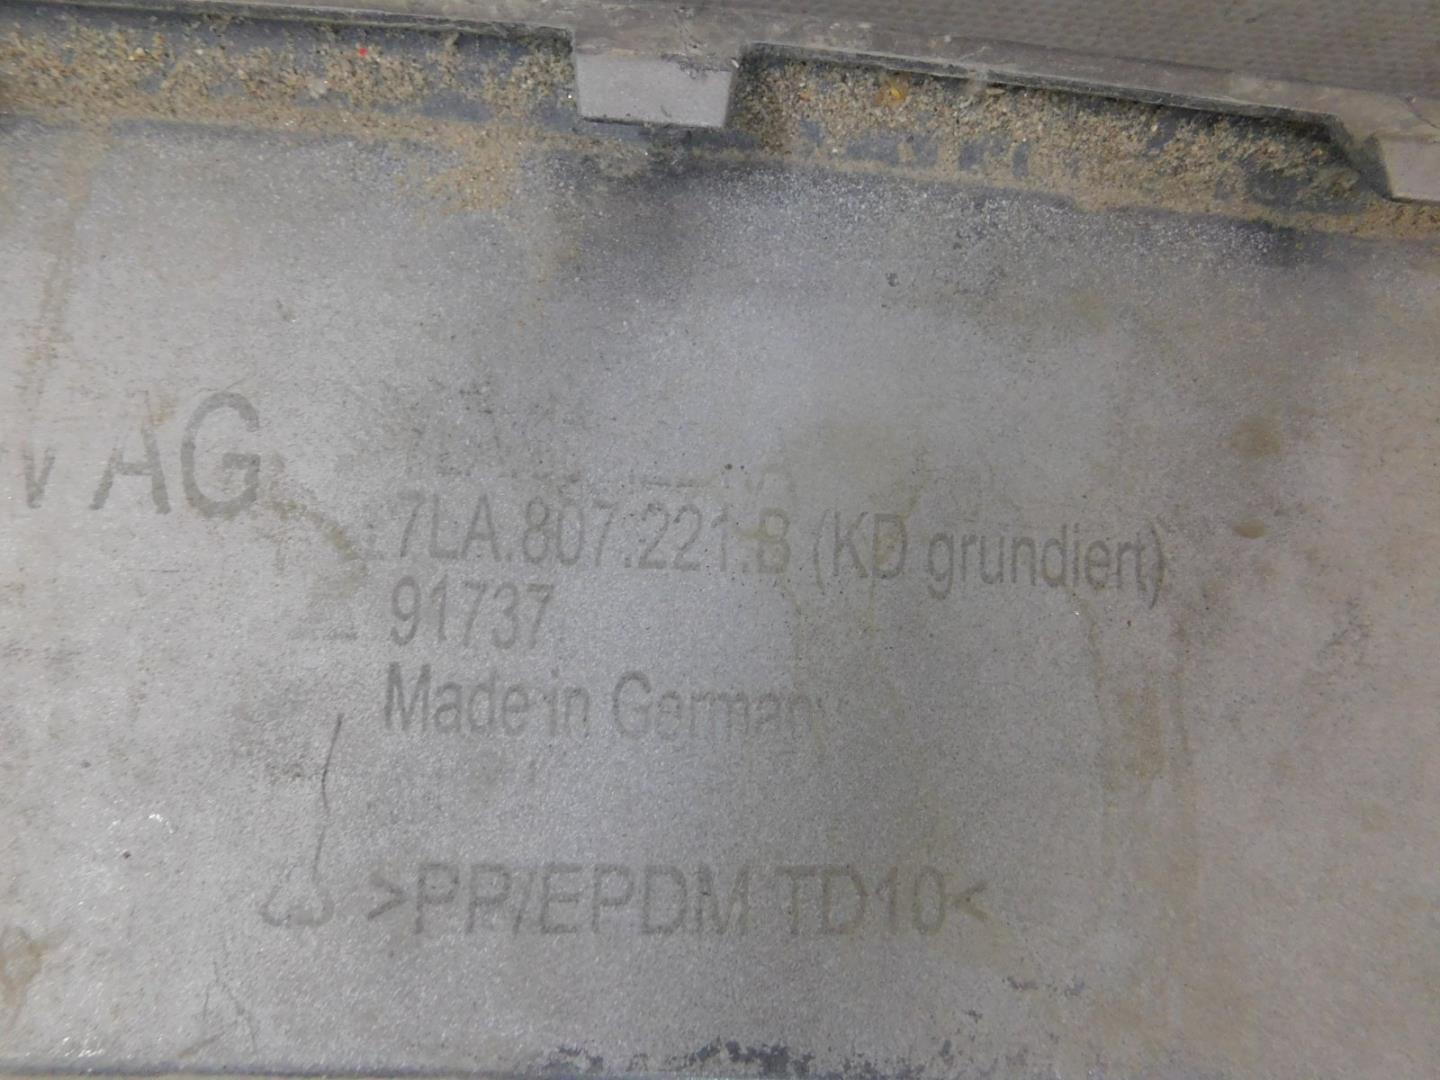 AG
7LA.807.221.B (KD grundiert)
91737
Made in Germany
>PP/EPDM TD10<